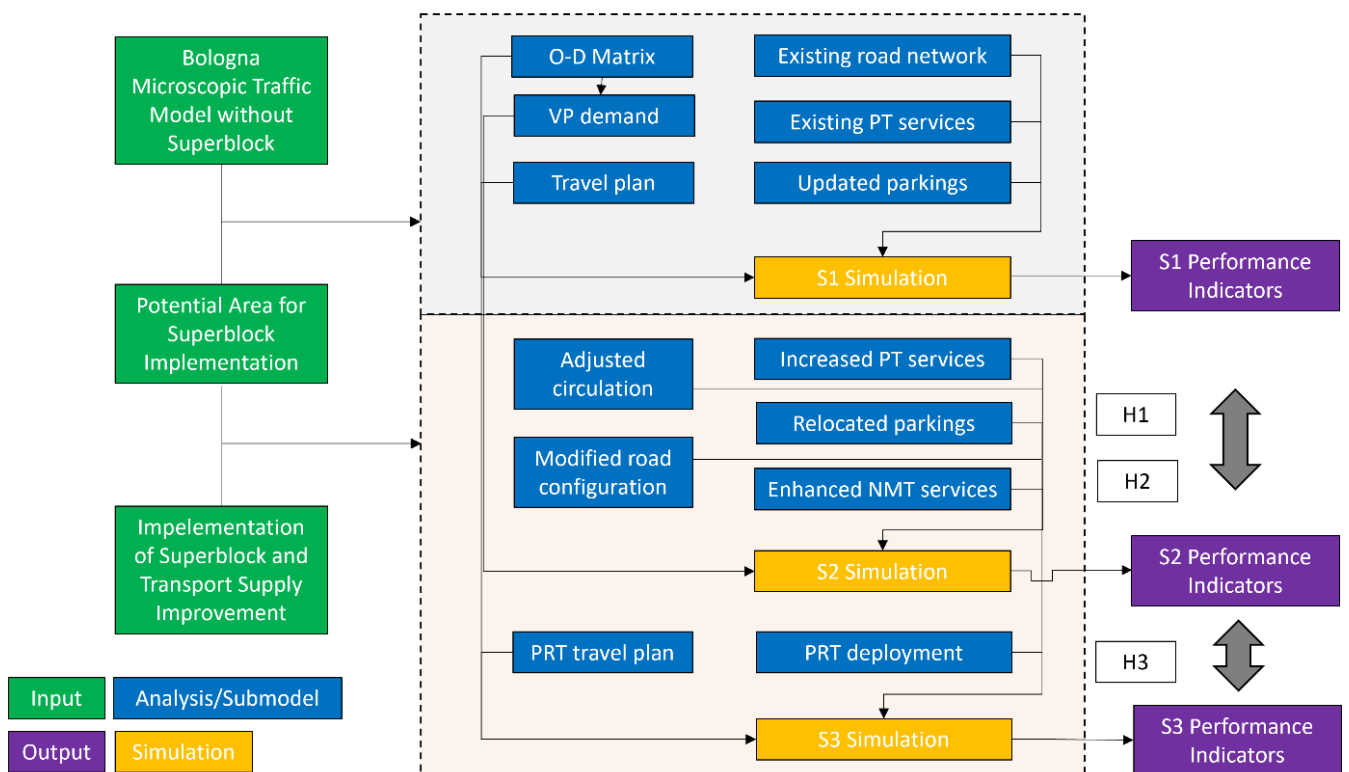 Bologna
Microscopic Traffic
Model without
Superblock
Potential Area for
Superblock
Implementation
Impelementation
of Superblock and
Transport Supply
Improvement
O-D Matrix
VP demand
Travel plan
Existing road network
Existing PT services
Updated parkings
S1 Simulation
S1 Performance
Indicators
Adjusted
circulation
Modified road
configuration
Increased PT services
Relocated parkings
Enhanced NMT services
S2 Simulation
H1
H2
S2 Performance
Indicators
PRT travel plan
PRT deployment
S3 Simulation
H3
S3 Performance
Indicators
Input
Analysis/Submodel
Output
Simulation